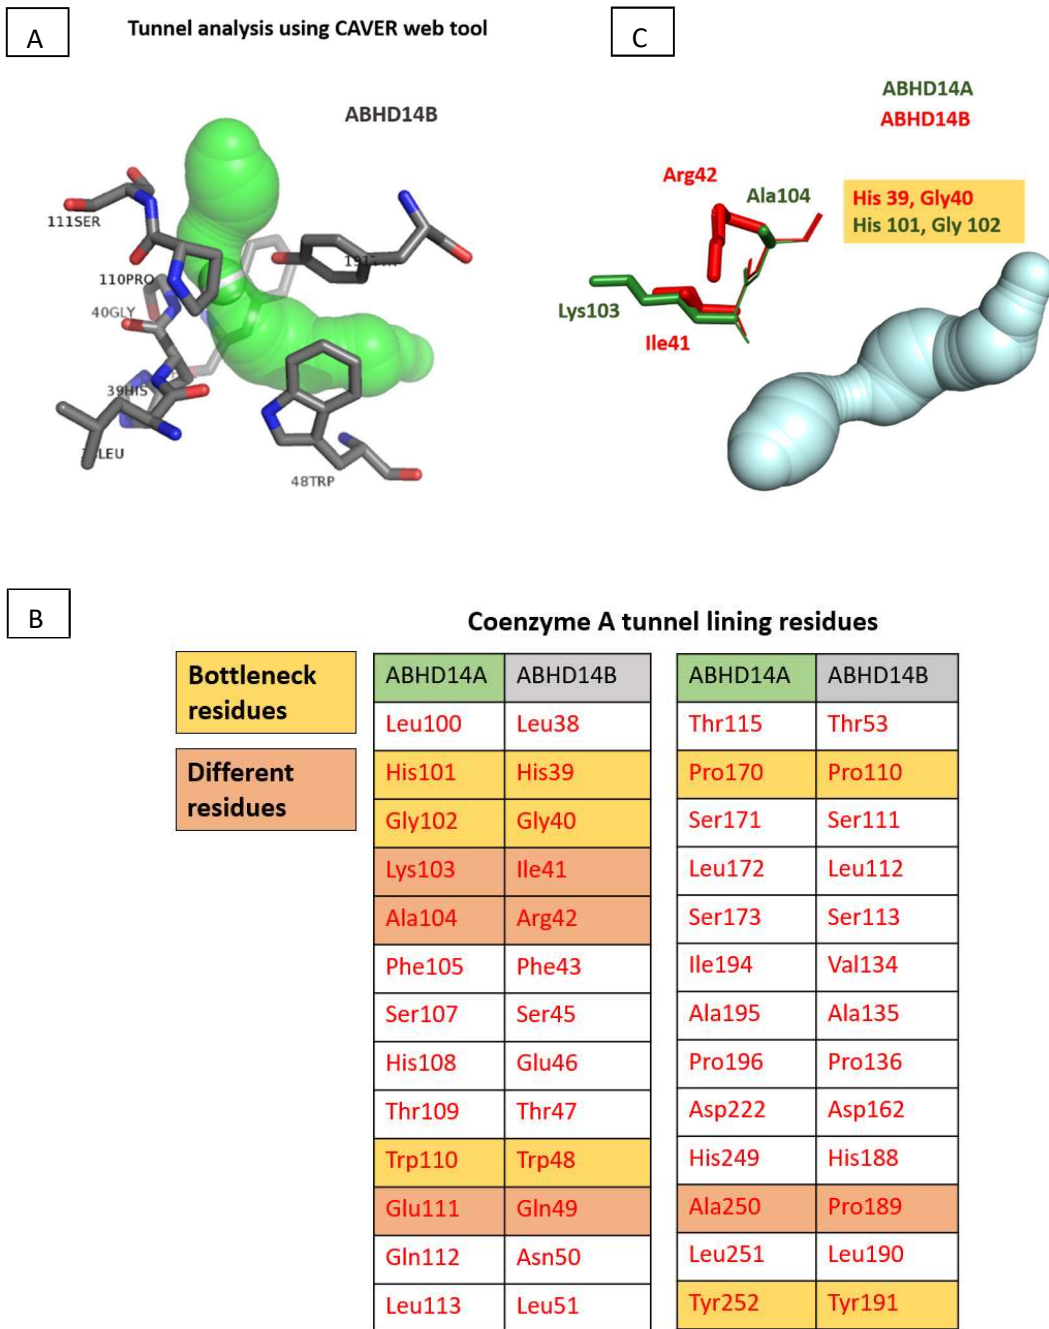 A
Tunnel analysis using CAVER web tool
ABHD14B
111SER
110PRO
40GLY
39HIS
LEU
48TRP
C
ABHD14A
ABHD14B
Arg42
Ala104
His 39, Gly40
His 101, Gly 102
Lys103
Ile41
B
Coenzyme A tunnel lining residues
Bottleneck
residues
Different
residues
ABHD14A ABHD14B
Leu100 Leu38
His101 His39
Gly102 Gly40
Lys103 Ile41
Ala104 Arg42
Phe105 Phe43
Ser107 Ser45
His108 Glu46
Thr109 Thr47
Trp110 Trp48
Glu111 Gln49
Gln112 Asn50
Leu113 Leu51
ABHD14A ABHD14B
Thr115 Thr53
Pro170 Pro110
Ser171 Ser111
Leu172 Leu112
Ser173 Ser113
Ile194 Val134
Ala195 Ala135
Pro196 Pro136
Asp222 Asp162
His249 His188
Ala250 Pro189
Leu251 Leu190
Tyr252 Tyr191